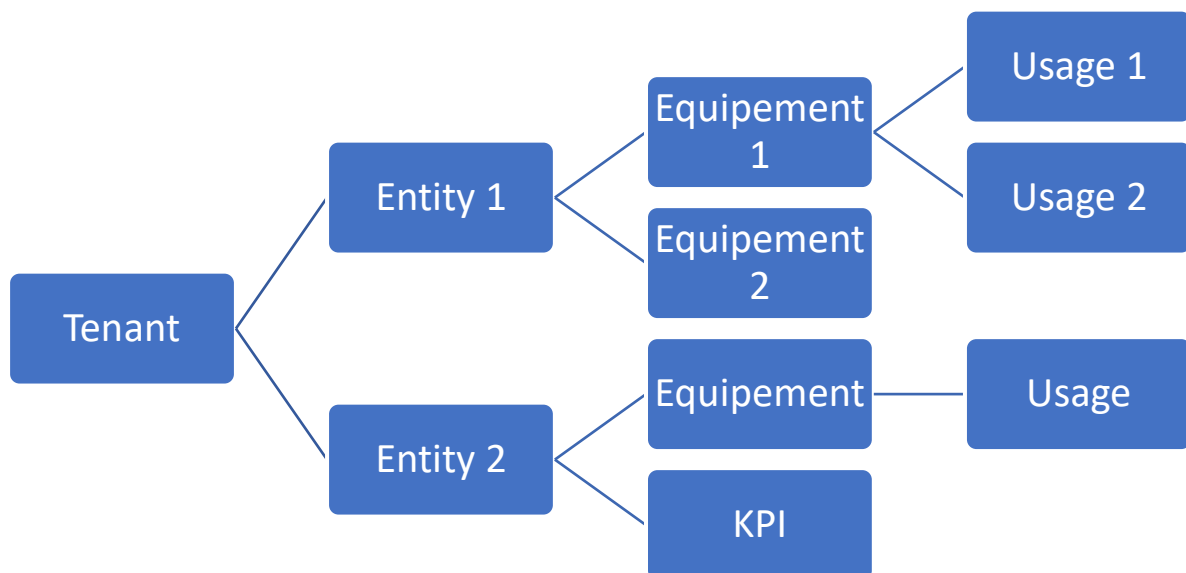 Usage 1
Equipement
1
Entity 1
Usage 2
Equipement
2
Tenant
Equipement
Usage
Entity 2
KPI